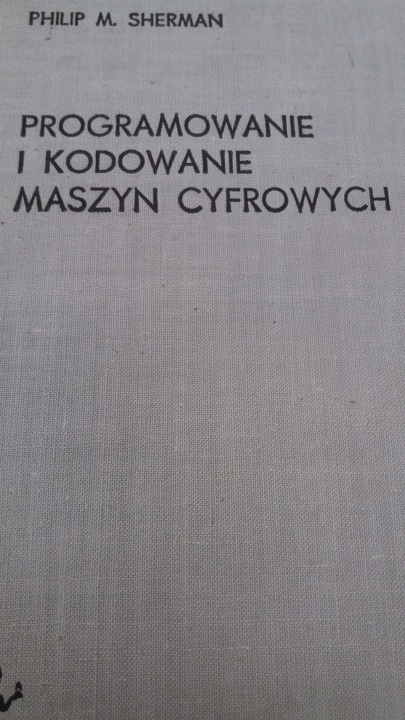 PHILIP M. SHERMAN
PROGRAMOWANIE
I KODOWANIE
MASZYN CYFROWYCH